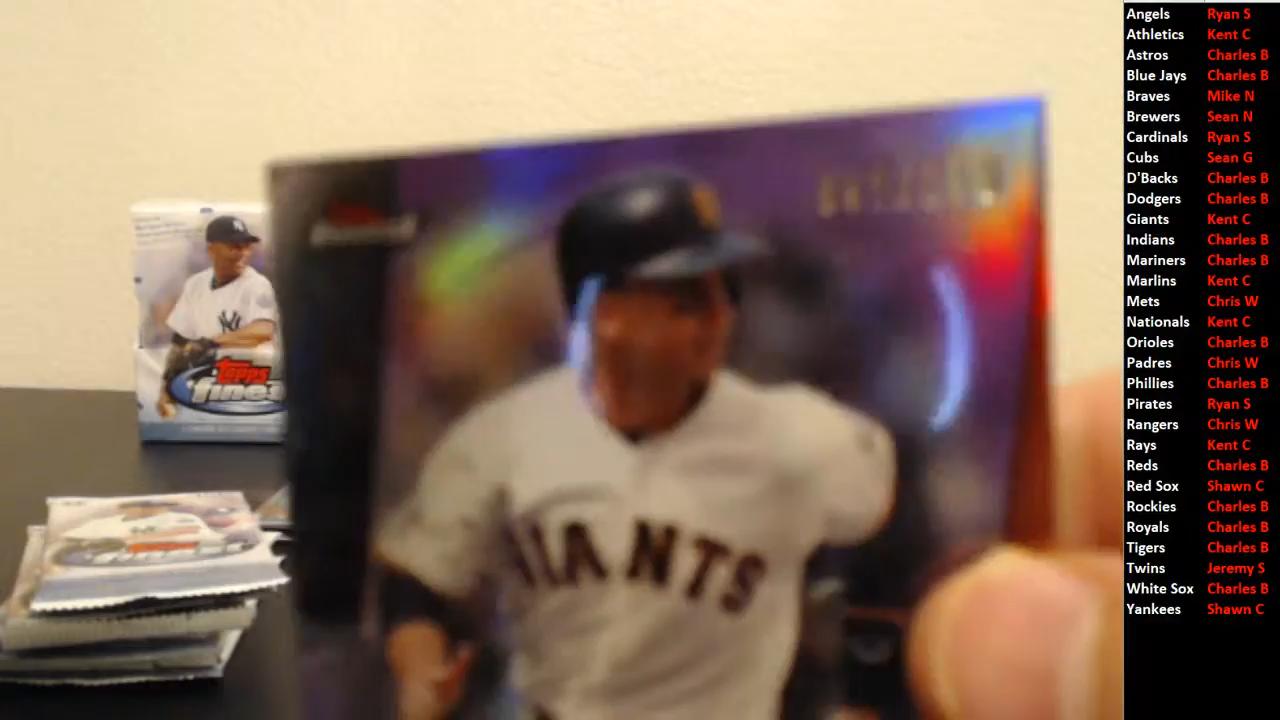 Angels Ryan S
Athletics Kent C
Astros Charles B
Blue Jays Charles B
Braves Mike N
Brewers Sean N
Cardinals Ryan S
Cubs Sean G
D'Backs Charles B
Dodgers Charles B
Giants Kent C
Indians Charles B
Mariners Charles B
Marlins Kent C
Mets Chris W
Nationals Kent C
Orioles Charles B
Padres Chris W
Phillies Charles B
Pirates Ryan S
Rangers Chris W
Rays Kent C
Reds Charles B
Red Sox Shawn C
Rockies Charles B
Royals Charles B
Tigers Charles B
Twins Jeremy S
White Sox Charles B
Yankees Shawn C
NY
Topps
GIANTS